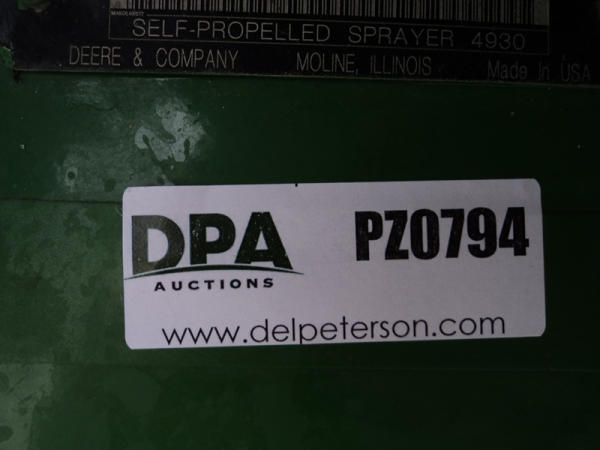 SELF-PROPELLED SPRAYER 4930
DEERE & COMPANY MOLINE, ILLINOIS Made In USA
DPA PZ0794
AUCTIONS
www.delpeterson.com